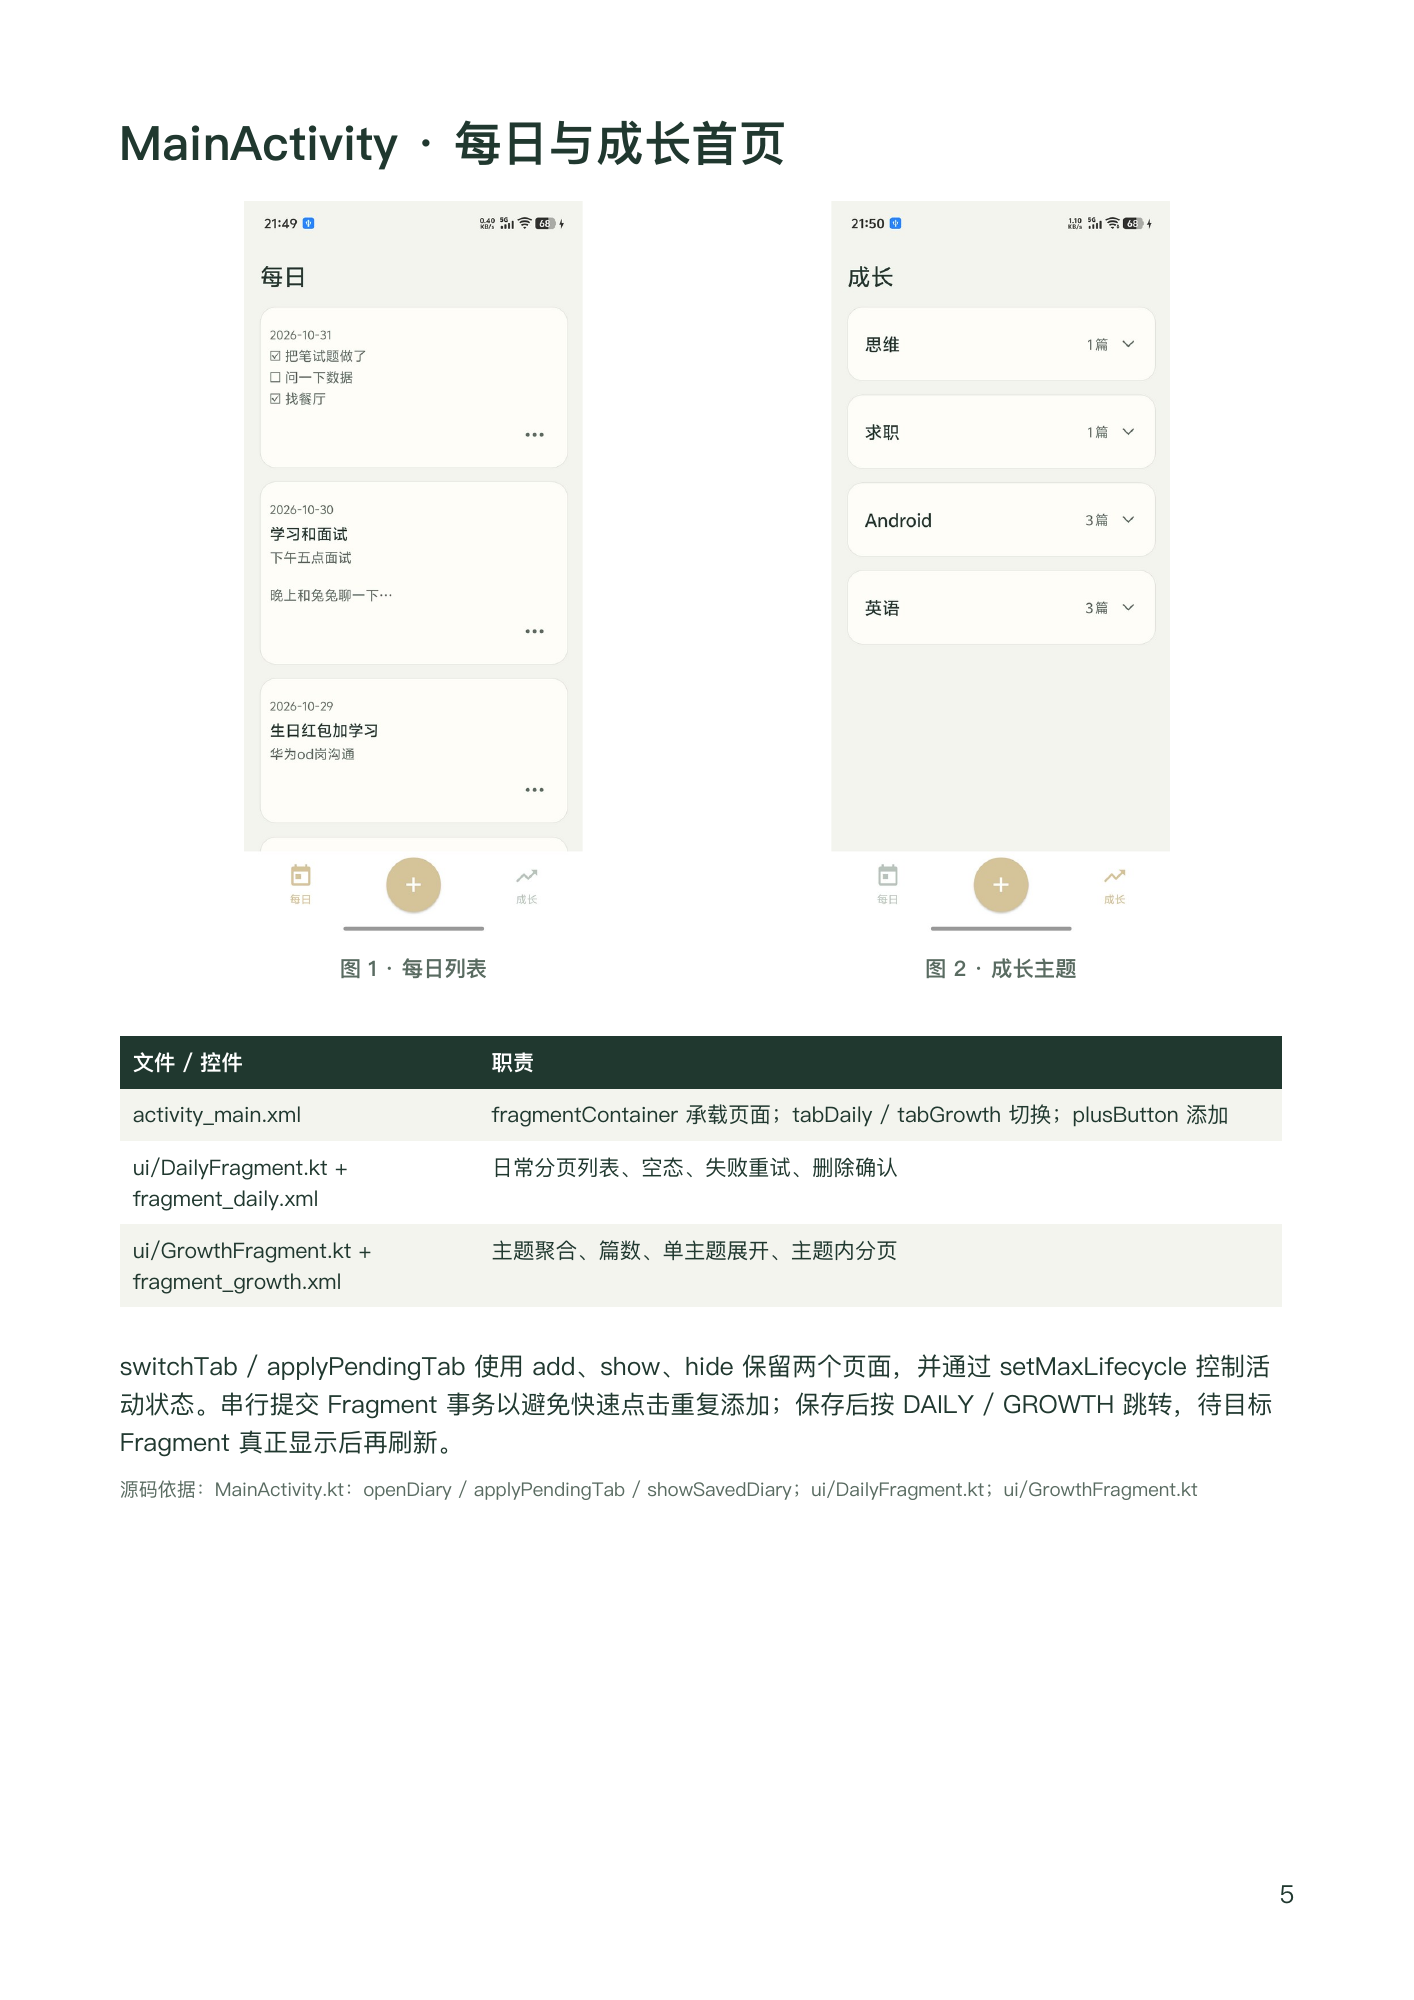 MainActivity · 每日与成长首页
21:49
0.40 KB/s 5G 68
每日
2026-10-31
☑ 把笔试题做了
☐ 问一下数据
☑ 找餐厅
2026-10-30
学习和面试
下午五点面试
晚上和兔兔聊一下…
2026-10-29
生日红包加学习
华为od岗沟通
每日
成长
图 1 · 每日列表
21:50
1.10 KB/s 5G 68
成长
思维 1篇
求职 1篇
Android 3篇
英语 3篇
每日
成长
图 2 · 成长主题
文件 / 控件 职责
activity_main.xml fragmentContainer 承载页面；tabDaily / tabGrowth 切换；plusButton 添加
ui/DailyFragment.kt + 日常分页列表、空态、失败重试、删除确认
fragment_daily.xml
ui/GrowthFragment.kt + 主题聚合、篇数、单主题展开、主题内分页
fragment_growth.xml
switchTab / applyPendingTab 使用 add、show、hide 保留两个页面，并通过 setMaxLifecycle 控制活
动状态。串行提交 Fragment 事务以避免快速点击重复添加；保存后按 DAILY / GROWTH 跳转，待目标
Fragment 真正显示后再刷新。
源码依据：MainActivity.kt：openDiary / applyPendingTab / showSavedDiary；ui/DailyFragment.kt；ui/GrowthFragment.kt
5